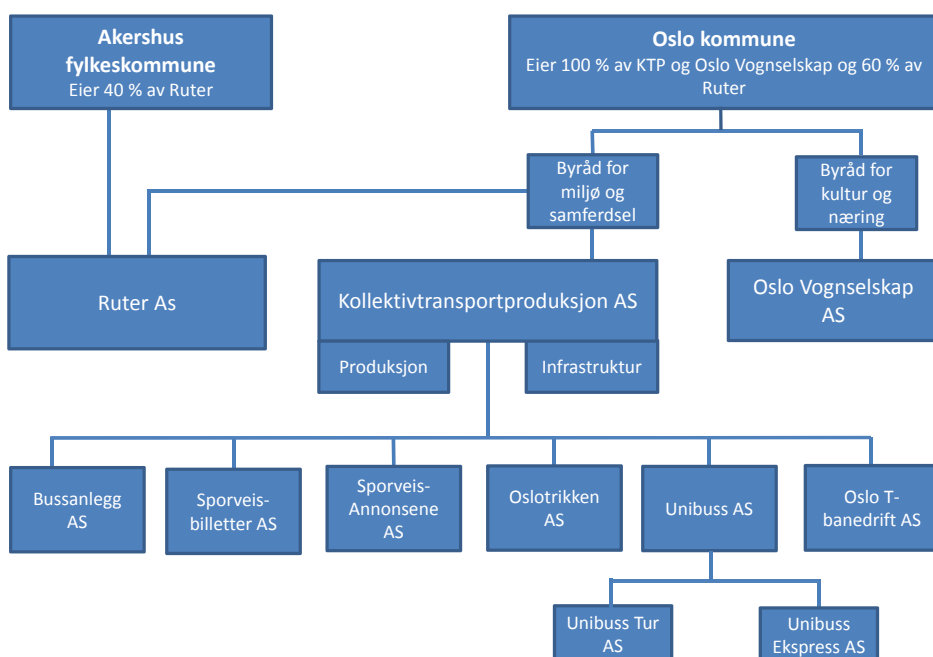 Akershus
fylkeskommune
Eier 40 % av Ruter
Oslo kommune
Eier 100 % av KTP og Oslo Vognselskap og 60 % av
Ruter
Byråd for
miljø og
samferdsel
Byråd for
kultur og
næring
Ruter As
Kollektivtransportproduksjon AS
Oslo Vognselskap
AS
Produksjon
Infrastruktur
Bussanlegg
AS
Sporveis-
billetter AS
Sporveis-
Annonsene
AS
Oslotrikken
AS
Unibuss AS
Oslo T-
banedrift AS
Unibuss Tur
AS
Unibuss
Ekspress AS